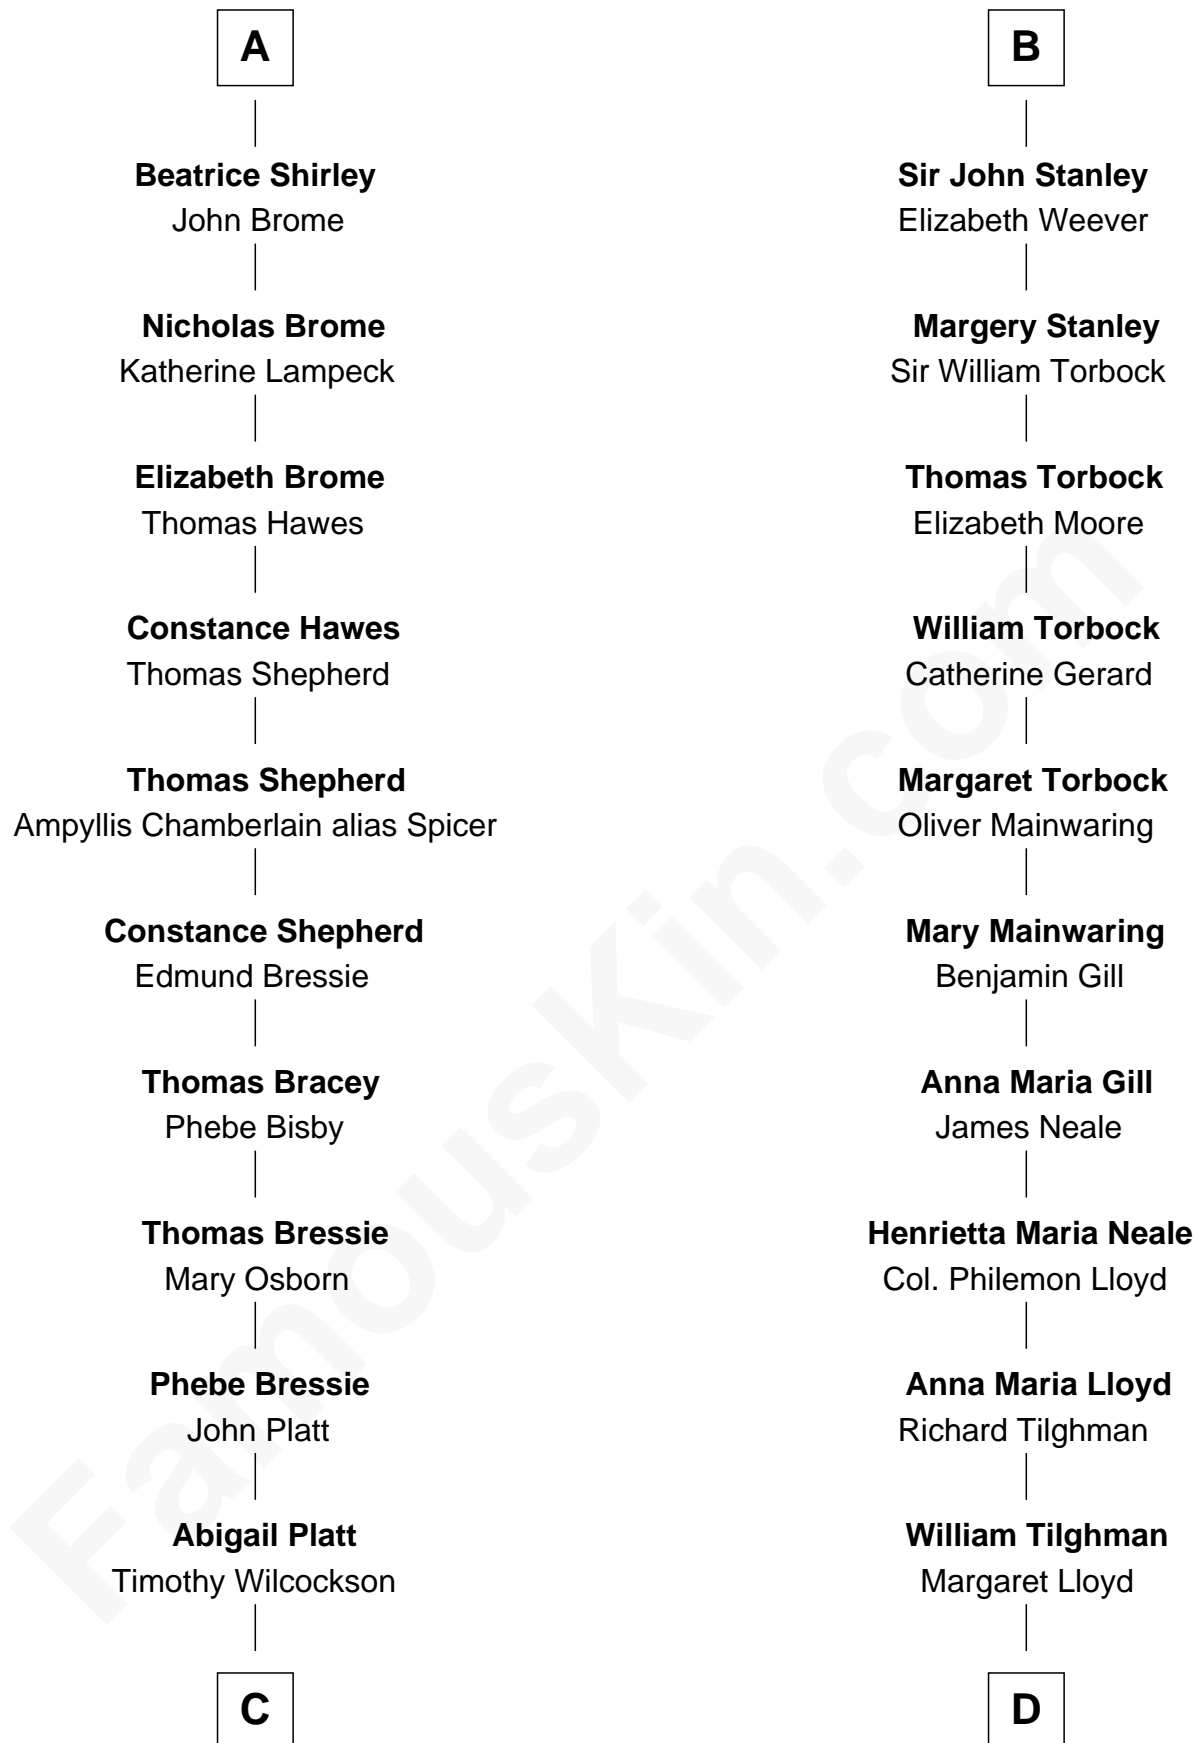 A
Beatrice Shirley
John Brome
Nicholas Brome
Katherine Lampeck
Elizabeth Brome
Thomas Hawes
Constance Hawes
Thomas Shepherd
Thomas Shepherd
Ampyllis Chamberlain alias Spicer
Constance Shepherd
Edmund Bressie
Thomas Bracey
Phebe Bisby
Thomas Bressie
Mary Osborn
Phebe Bressie
John Platt
Abigail Platt
Timothy Wilcockson
C
B
Sir John Stanley
Elizabeth Weever
Margery Stanley
Sir William Torbock
Thomas Torbock
Elizabeth Moore
William Torbock
Catherine Gerard
Margaret Torbock
Oliver Mainwaring
Mary Mainwaring
Benjamin Gill
Anna Maria Gill
James Neale
Henrietta Maria Neale
Col. Philemon Lloyd
Anna Maria Lloyd
Richard Tilghman
William Tilghman
Margaret Lloyd
D
FamousKin.com